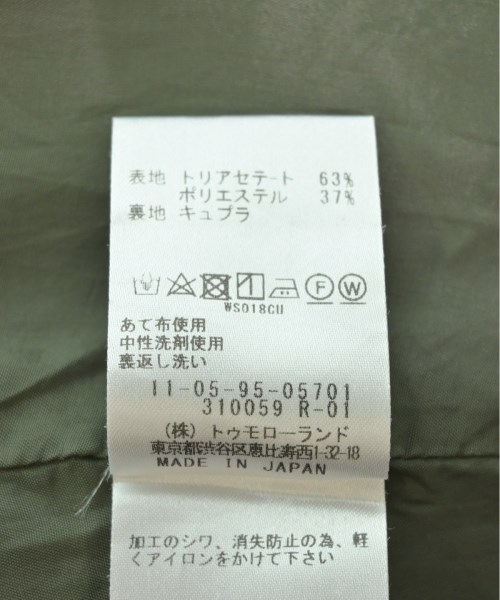 表地 トリアセテート 63%
ポリエステル 37%
裏地 キュプラ
F W
WS018CU
あて布使用
中性洗剤使用
裏返し洗い
11-05-95-05701
310059 R-01
(株) トゥモローランド
東京都渋谷区恵比寿西1-32-18
MADE IN JAPAN
加工のシワ、消失防止の為、軽
くアイロンをかけて下さい